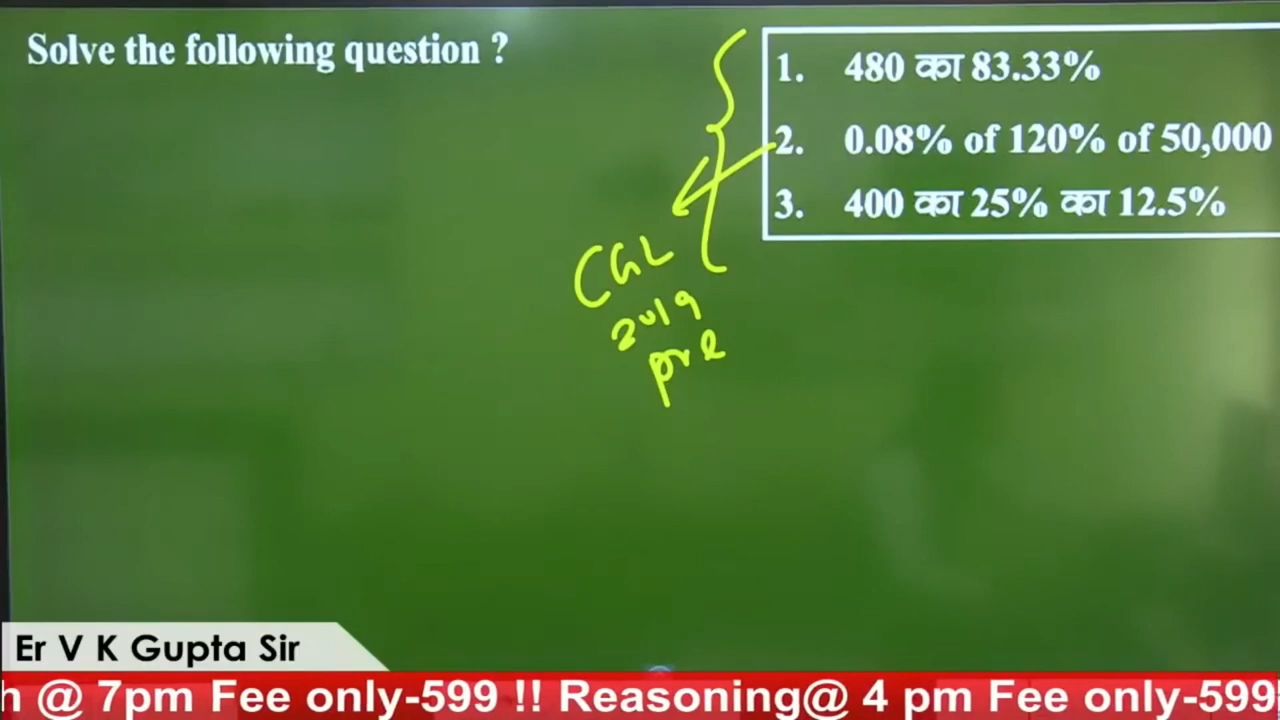 Solve the following question ?
1. 480 का 83.33%
2. 0.08% of 120% of 50,000
3. 400 का 25% का 12.5%
CGL
2019
pre
Er V K Gupta Sir
h @ 7pm Fee only-599 !! Reasoning@ 4 pm Fee only-599